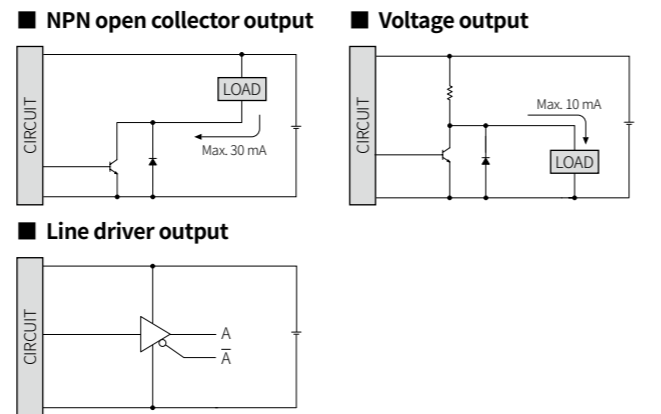 ■ NPN open collector output
CIRCUIT
LOAD
Max. 30 mA
■ Voltage output
CIRCUIT
Max. 10 mA
LOAD
■ Line driver output
CIRCUIT
A
A̅